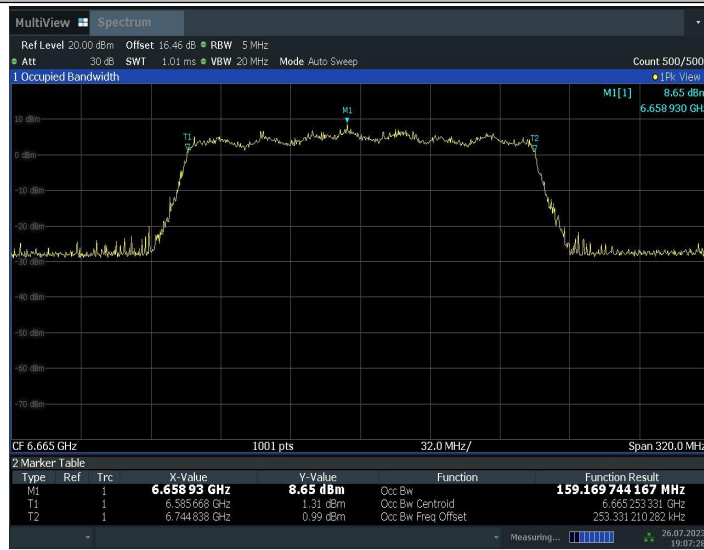 MultiView Spectrum
Ref Level 20.00 dBm Offset 16.46 dB RBW 5 MHz
Att 30 dB SWT 1.01 ms VBW 20 MHz Mode Auto Sweep Count 500/500
1 Occupied Bandwidth 1Pk View
M1[1] 8.65 dBm
6.658 930 GHz
M1
10 dBm
T1 T2
0 dBm
-10 dBm
-20 dBm
-30 dBm
-40 dBm
-50 dBm
-60 dBm
-70 dBm
CF 6.665 GHz 1001 pts 32.0 MHz/ Span 320.0 MHz
2 Marker Table
Type Ref Trc X-Value Y-Value Function Function Result
M1 1 6.658 93 GHz 8.65 dBm Occ Bw 159.169 744 167 MHz
T1 1 6.585 668 GHz 1.31 dBm Occ Bw Centroid 6.665 253 331 GHz
T2 1 6.744 838 GHz 0.99 dBm Occ Bw Freq Offset 253.331 210 282 kHz
Measuring... 26.07.2023
19:07:28